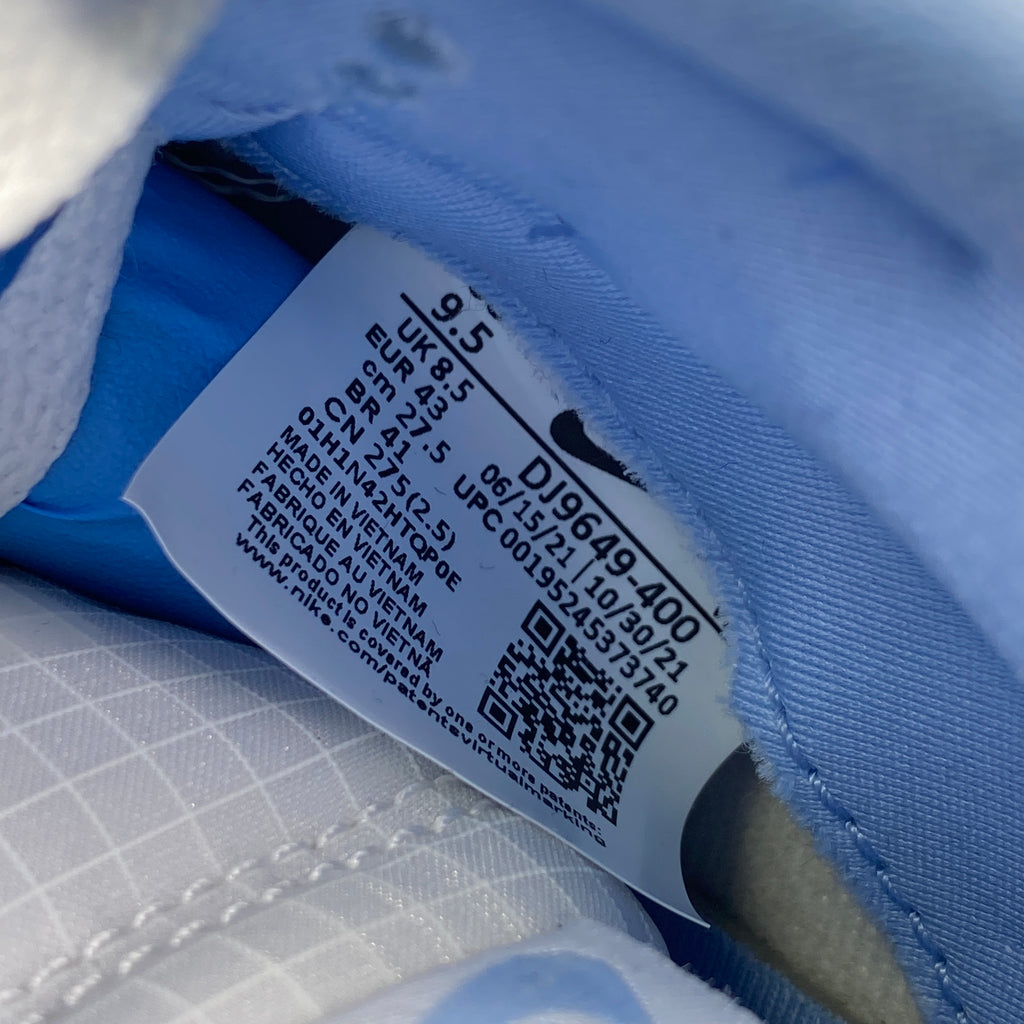 9.5
UK 8.5
EUR 43
cm 27.5
BR 41
CN 275(2.5)
01H1N42HTQP0E
MADE IN VIETNAM
HECHO EN VIETNAM
FABRIQUE AU VIETNAM
FABRICADO NO VIETNÃ
This product is covered by one or more patents:
www.nike.com/patentsvirtualmarking
DJ9649-400
06/15/21 | 10/30/21
UPC 00195245373740